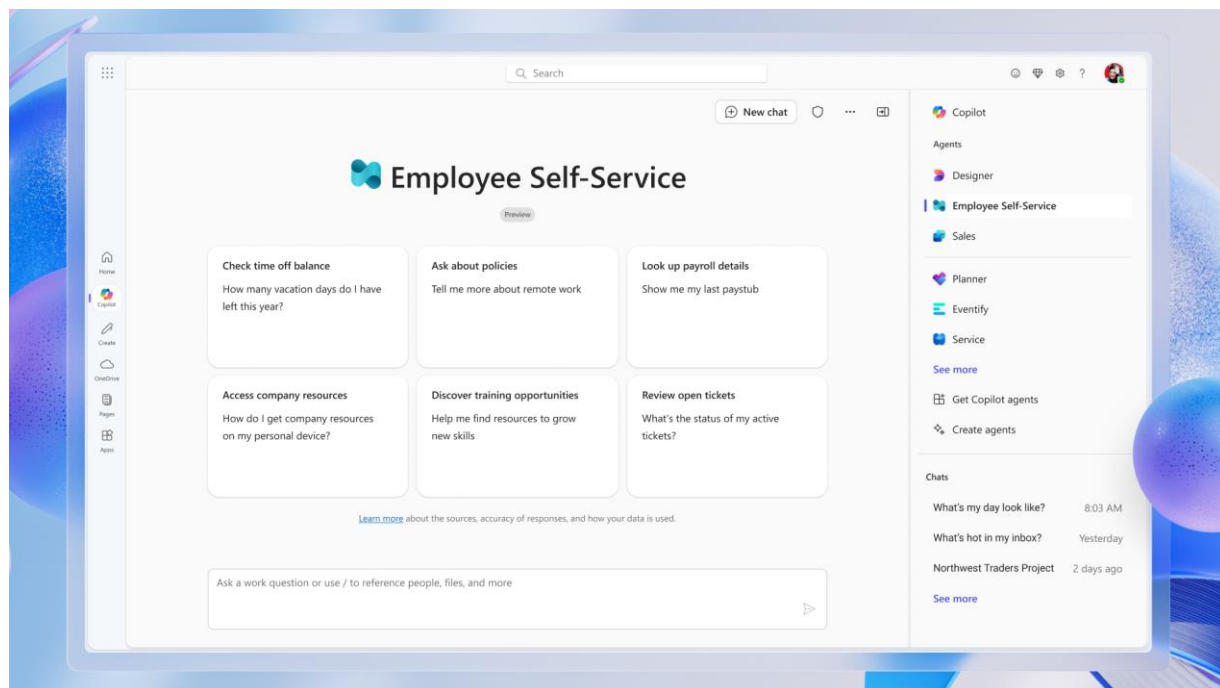 Search
?
New chat
Employee Self-Service
Preview
Check time off balance
How many vacation days do I have
left this year?
Ask about policies
Tell me more about remote work
Look up payroll details
Show me my last paystub
Access company resources
How do I get company resources
on my personal device?
Discover training opportunities
Help me find resources to grow
new skills
Review open tickets
What's the status of my active
tickets?
Learn more about the sources, accuracy of responses, and how your data is used.
Ask a work question or use / to reference people, files, and more
Home
Copilot
Create
OneDrive
Pages
Apps
Copilot
Agents
Designer
Employee Self-Service
Sales
Planner
Eventify
Service
See more
Get Copilot agents
Create agents
Chats
What's my day look like? 8:03 AM
What's hot in my inbox? Yesterday
Northwest Traders Project 2 days ago
See more